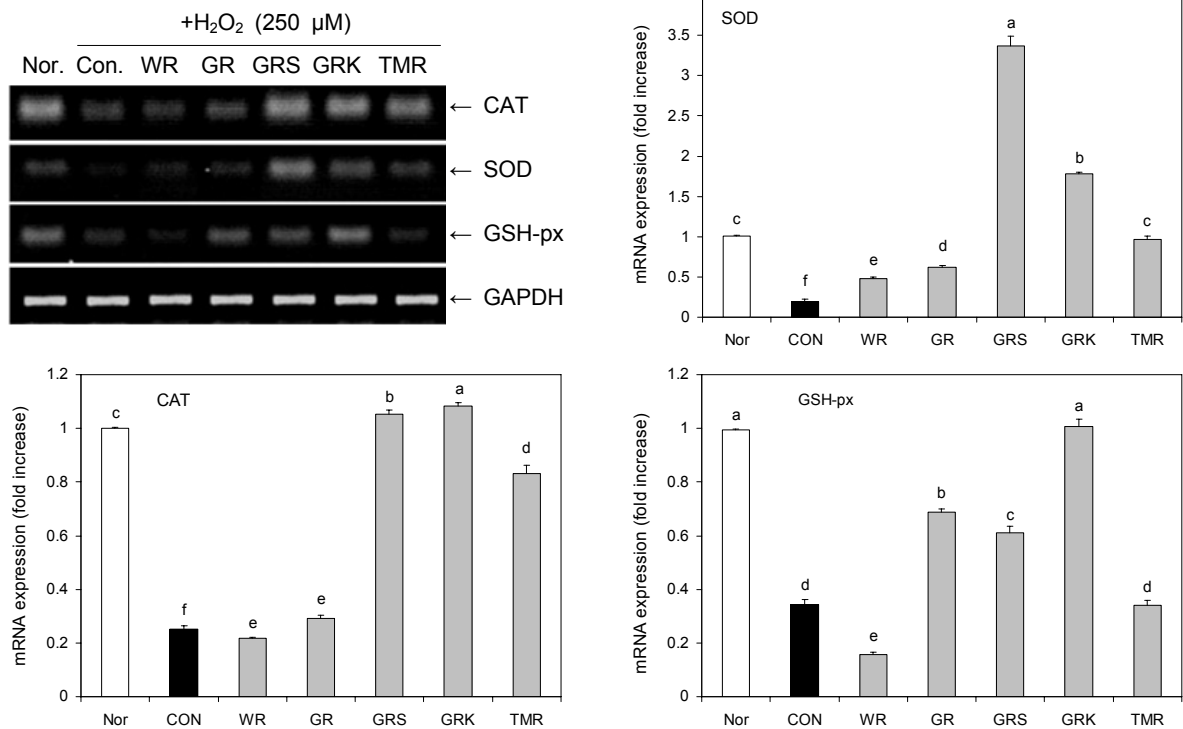 +H₂O₂ (250 μM)
Nor. Con. WR GR GRS GRK TMR
← CAT
← SOD
← GSH-px
← GAPDH
SOD
mRNA expression (fold increase)
3.5
3
2.5
2
1.5
1
0.5
0
c
f
e
d
a
b
c
Nor CON WR GR GRS GRK TMR
CAT
mRNA expression (fold increase)
1.2
1
0.8
0.6
0.4
0.2
0
c
f
e
e
b
a
d
Nor CON WR GR GRS GRK TMR
GSH-px
mRNA expression (fold increase)
1.2
1
0.8
0.6
0.4
0.2
0
a
d
e
b
c
a
d
Nor CON WR GR GRS GRK TMR